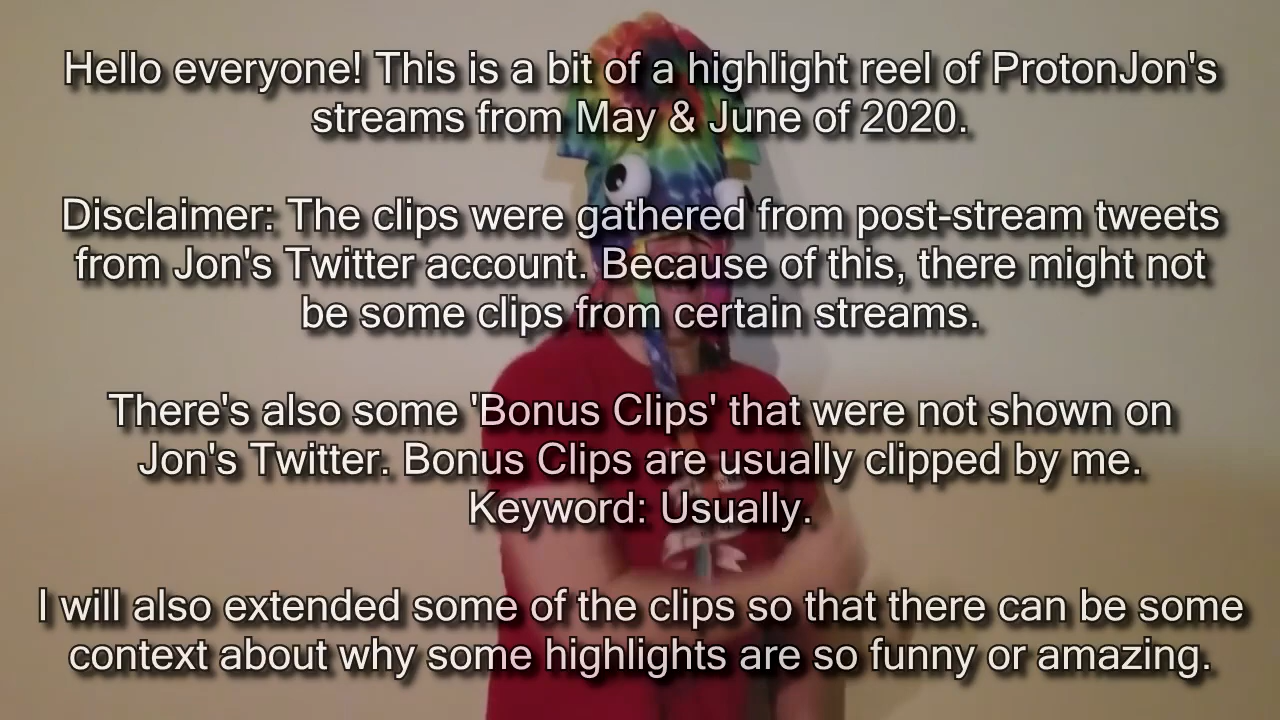 Hello everyone! This is a bit of a highlight reel of ProtonJon's
streams from May & June of 2020.
Disclaimer: The clips were gathered from post-stream tweets
from Jon's Twitter account. Because of this, there might not
be some clips from certain streams.
There's also some 'Bonus Clips' that were not shown on
Jon's Twitter. Bonus Clips are usually clipped by me.
Keyword: Usually.
I will also extended some of the clips so that there can be some
context about why some highlights are so funny or amazing.